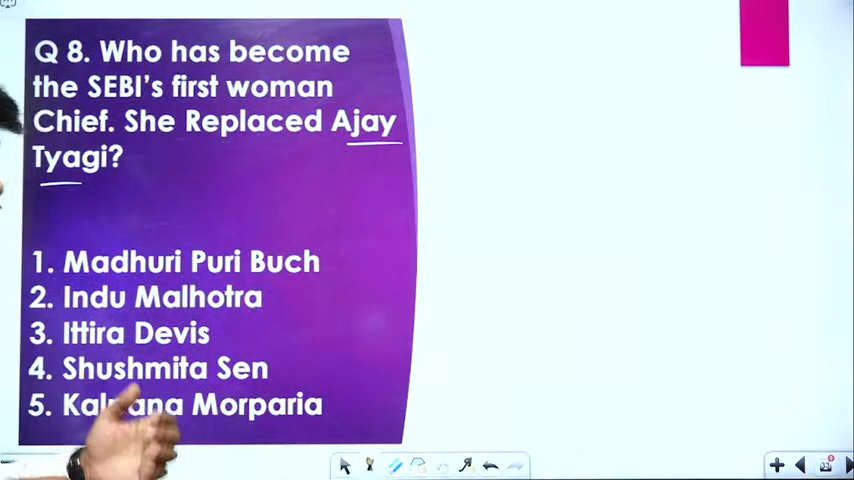 Q 8. Who has become
the SEBI's first woman
Chief. She Replaced Ajay
Tyagi?
1. Madhuri Puri Buch
2. Indu Malhotra
3. Ittira Devis
4. Shushmita Sen
5. Kalpana Morparia